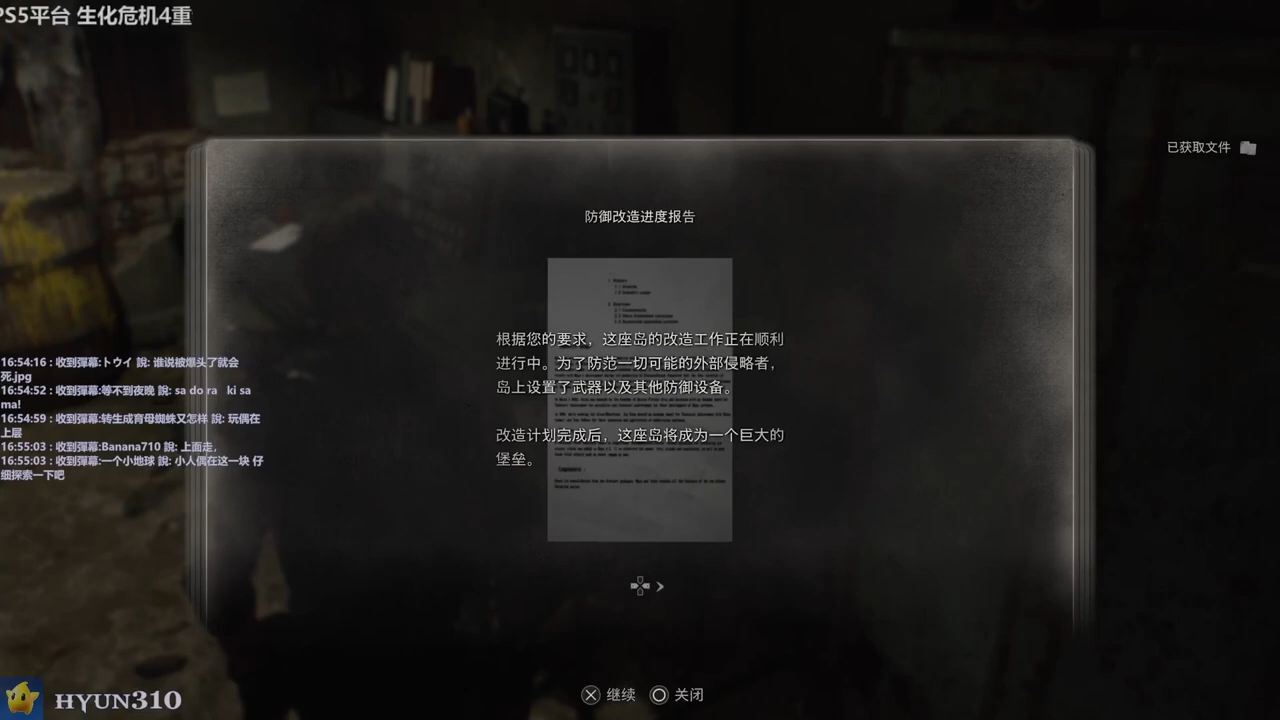 PS5平台 生化危机4重
已获取文件
防御改造进度报告
根据您的要求，这座岛的改造工作正在顺利
进行中。为了防范一切可能的外部侵略者，
岛上设置了武器以及其他防御设备。
改造计划完成后，这座岛将成为一个巨大的
堡垒。
16:54:16 : 收到彈幕:トウイ 說: 谁说被爆头了就会
死.jpg
16:54:52 : 收到彈幕:等不到夜晚 說: sa do ra ki sa
ma!
16:54:59 : 收到彈幕:转生成育母蜘蛛又怎样 說: 玩偶在
上层
16:55:03 : 收到彈幕:Banana710 說: 上面走，
16:55:03 : 收到彈幕:一个小地球 說: 小人偶在这一块 仔
细探索一下吧
继续 关闭
HYUN310